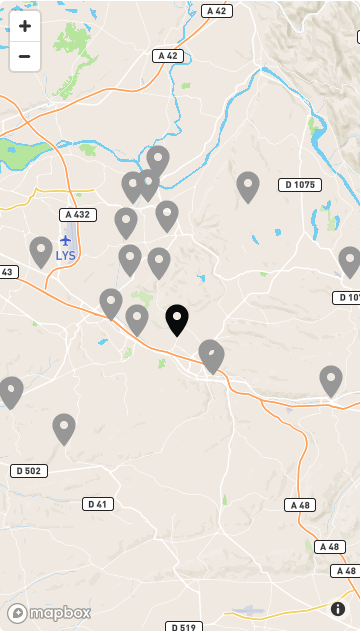 A 42
+
A 42
−
D 1075
A 432
LYS
43
D 10
D 502
D 41
A 48
A 48
A 48
mapbox
i
D 519